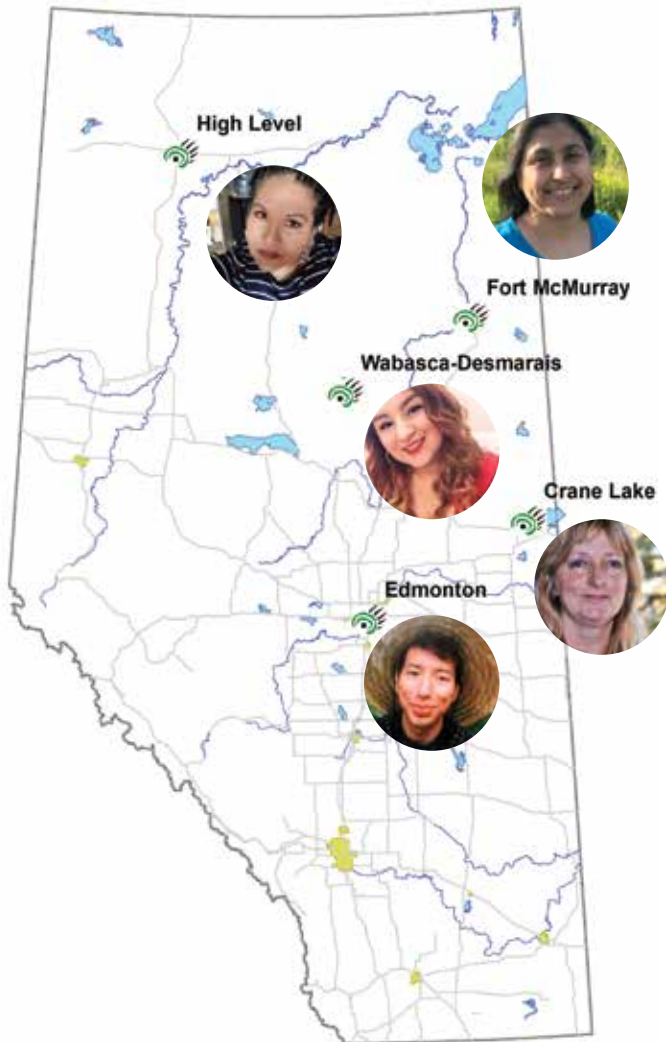 High Level
Fort McMurray
Wabasca-Desmarais
Crane Lake
Edmonton